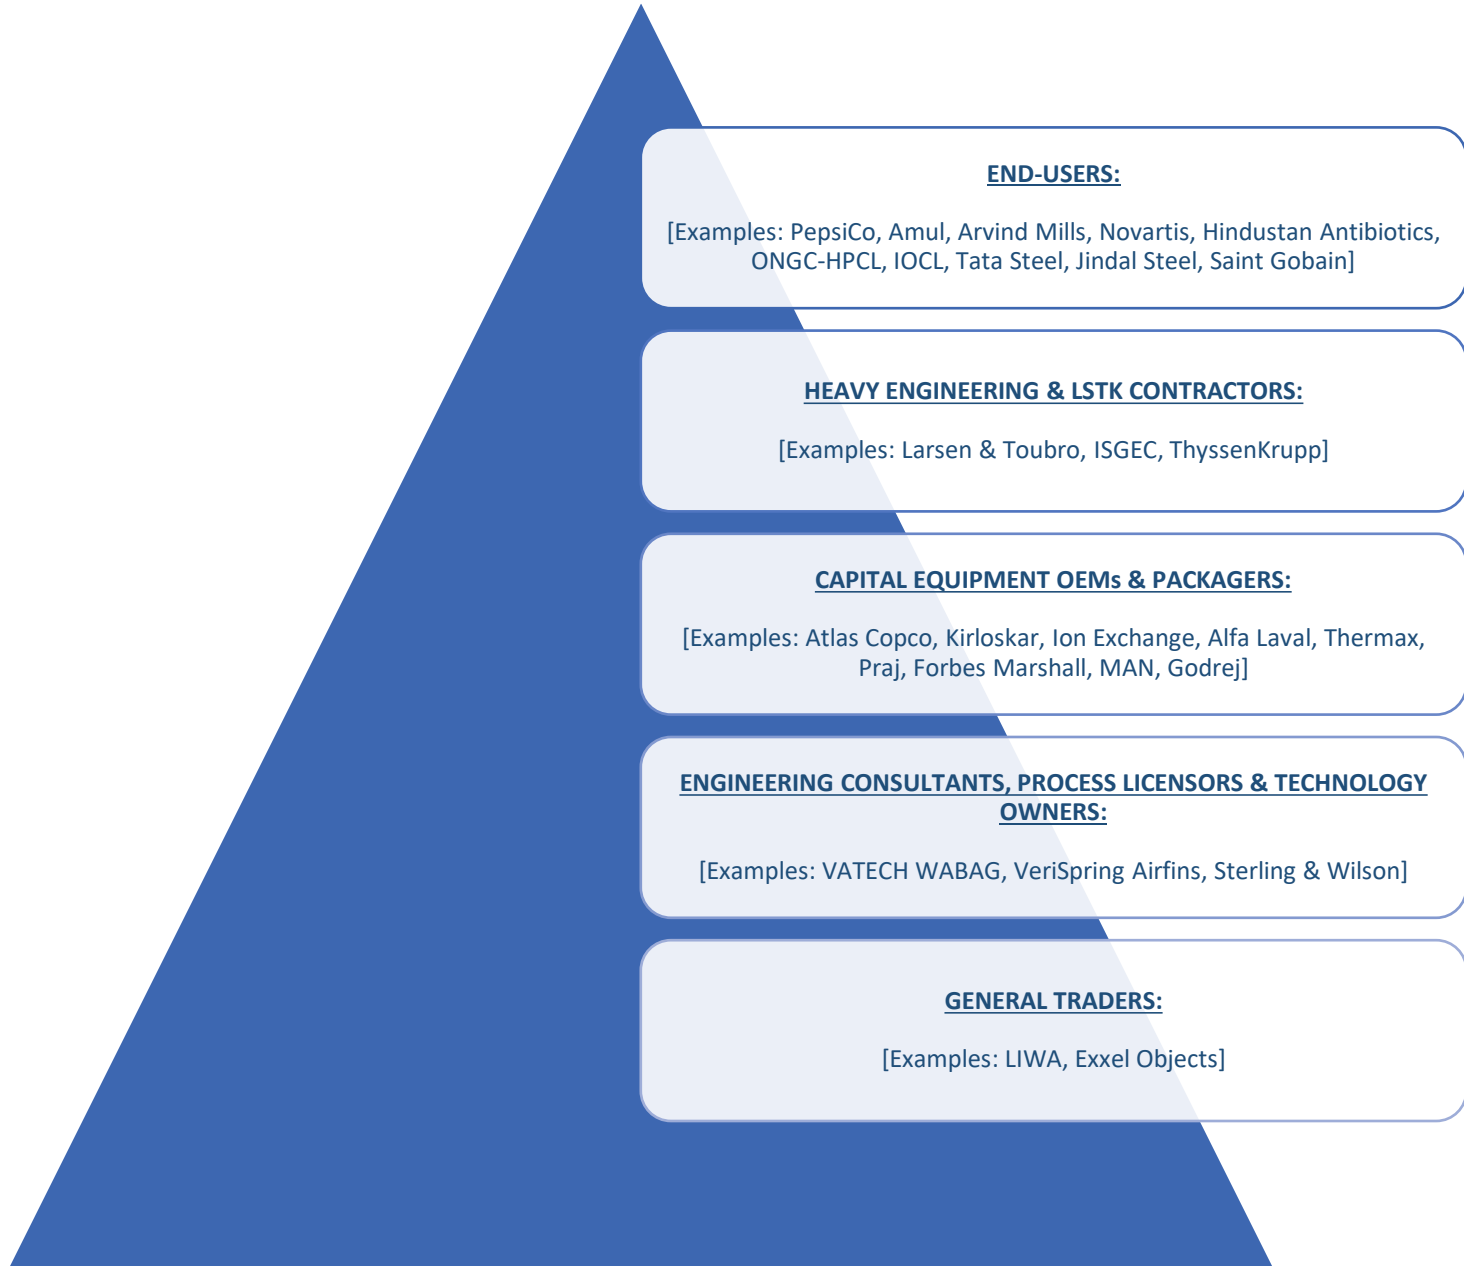 END-USERS:
[Examples: PepsiCo, Amul, Arvind Mills, Novartis, Hindustan Antibiotics,
ONGC-HPCL, IOCL, Tata Steel, Jindal Steel, Saint Gobain]
HEAVY ENGINEERING & LSTK CONTRACTORS:
[Examples: Larsen & Toubro, ISGEC, ThyssenKrupp]
CAPITAL EQUIPMENT OEMs & PACKAGERS:
[Examples: Atlas Copco, Kirloskar, Ion Exchange, Alfa Laval, Thermax,
Praj, Forbes Marshall, MAN, Godrej]
ENGINEERING CONSULTANTS, PROCESS LICENSORS & TECHNOLOGY
OWNERS:
[Examples: VATECH WABAG, VeriSpring Airfins, Sterling & Wilson]
GENERAL TRADERS:
[Examples: LIWA, Exxel Objects]